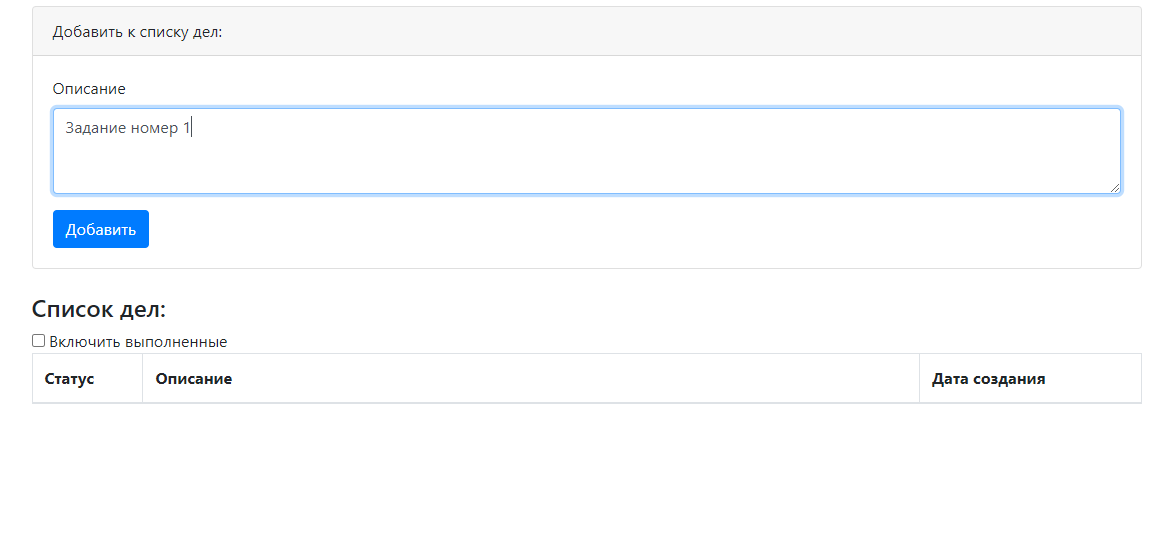 Добавить к списку дел:
Описание
Задание номер 1
Добавить
Список дел:
Включить выполненные
Статус Описание Дата создания